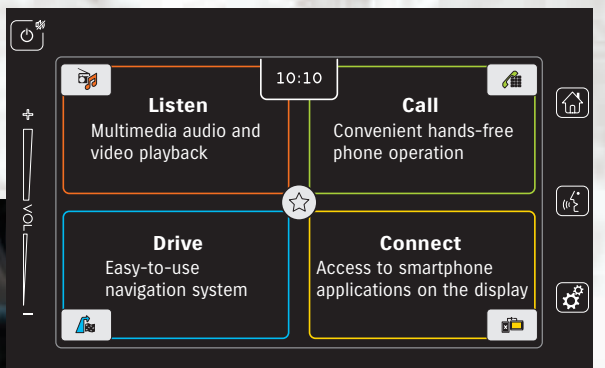 10:10
Listen
Multimedia audio and
video playback
Call
Convenient hands-free
phone operation
VOL
Drive
Easy-to-use
navigation system
Connect
Access to smartphone
applications on the display